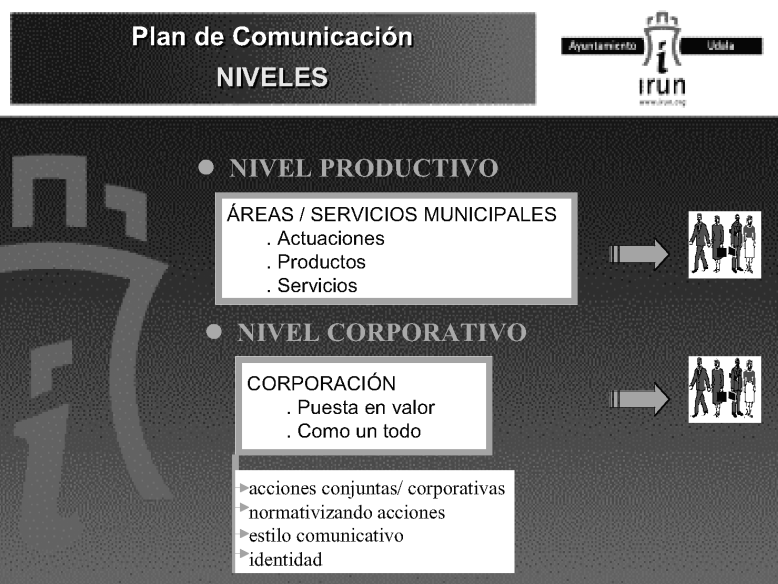 Plan de Comunicación
NIVELES
Ayuntamiento Udala
irun
www.irun.org
● NIVEL PRODUCTIVO
ÁREAS / SERVICIOS MUNICIPALES
. Actuaciones
. Productos
. Servicios
● NIVEL CORPORATIVO
CORPORACIÓN
. Puesta en valor
. Como un todo
acciones conjuntas/ corporativas
normativizando acciones
estilo comunicativo
identidad